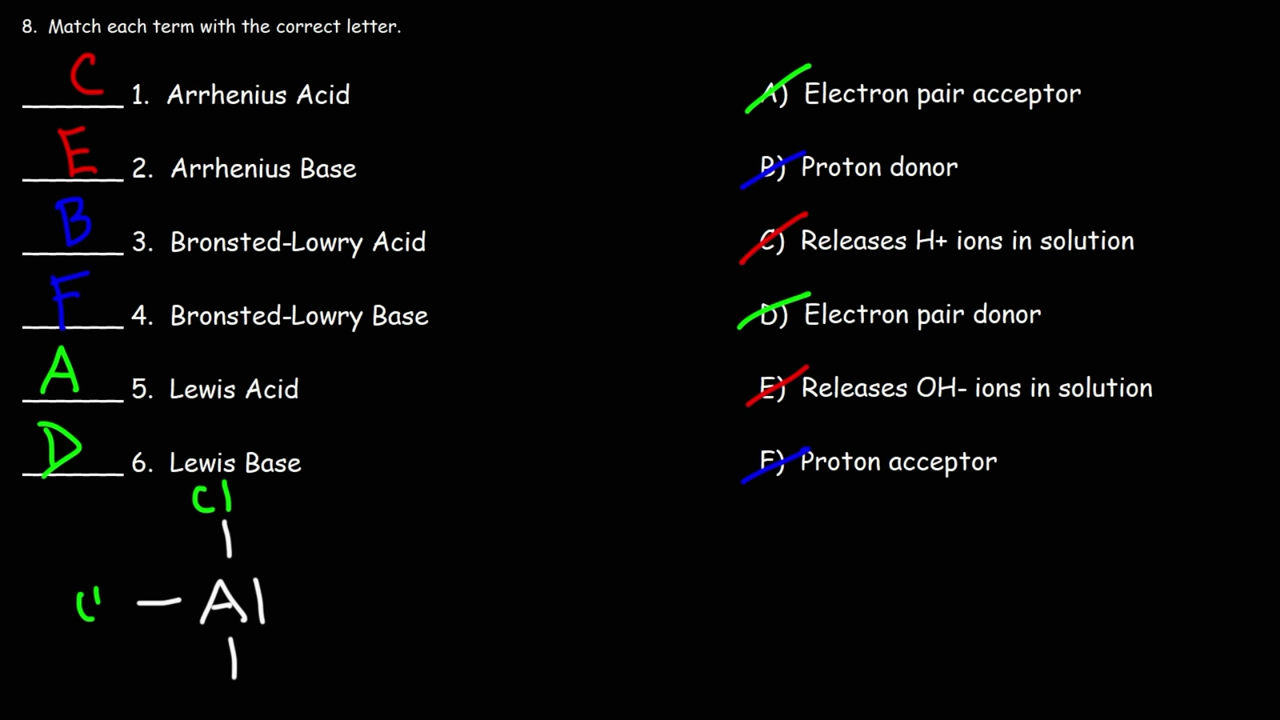 8. Match each term with the correct letter.
C 1. Arrhenius Acid A) Electron pair acceptor
E 2. Arrhenius Base B) Proton donor
B 3. Bronsted-Lowry Acid C) Releases H+ ions in solution
F 4. Bronsted-Lowry Base D) Electron pair donor
A 5. Lewis Acid E) Releases OH- ions in solution
D 6. Lewis Base F) Proton acceptor
Cl
Cl — Al